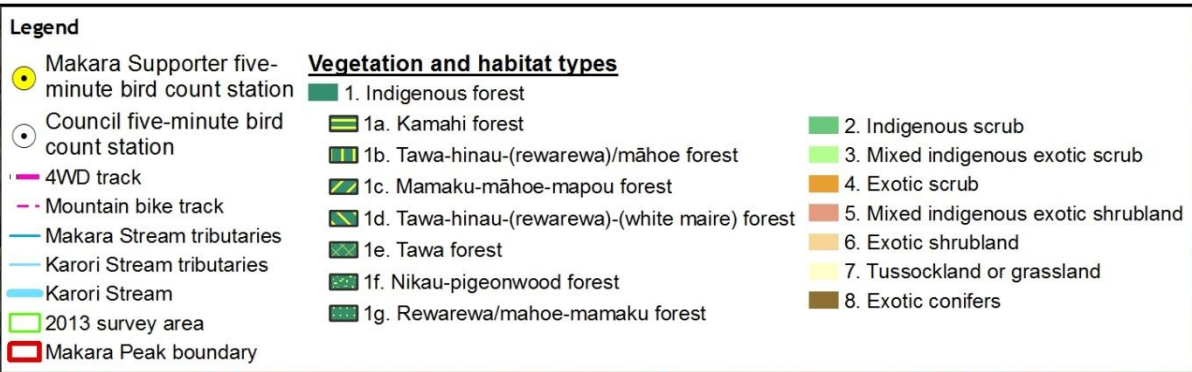 Legend
Makara Supporter five-
minute bird count station
Council five-minute bird
count station
4WD track
Mountain bike track
Makara Stream tributaries
Karori Stream tributaries
Karori Stream
2013 survey area
Makara Peak boundary
Vegetation and habitat types
1. Indigenous forest
1a. Kamahi forest
1b. Tawa-hinau-(rewarewa)/māhoe forest
1c. Mamaku-māhoe-mapou forest
1d. Tawa-hinau-(rewarewa)-(white maire) forest
1e. Tawa forest
1f. Nikau-pigeonwood forest
1g. Rewarewa/mahoe-mamaku forest
2. Indigenous scrub
3. Mixed indigenous exotic scrub
4. Exotic scrub
5. Mixed indigenous exotic shrubland
6. Exotic shrubland
7. Tussockland or grassland
8. Exotic conifers